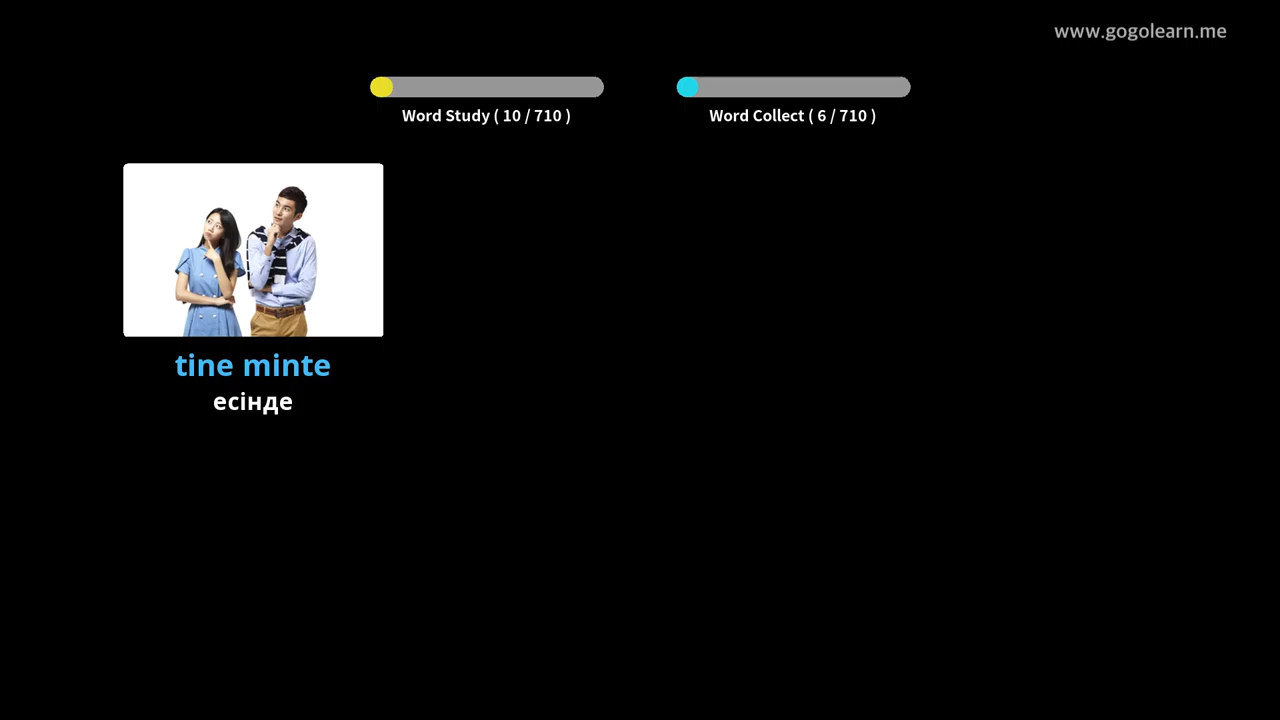 www.gogolearn.me
Word Study ( 10 / 710 )
Word Collect ( 6 / 710 )
tine minte
есінде